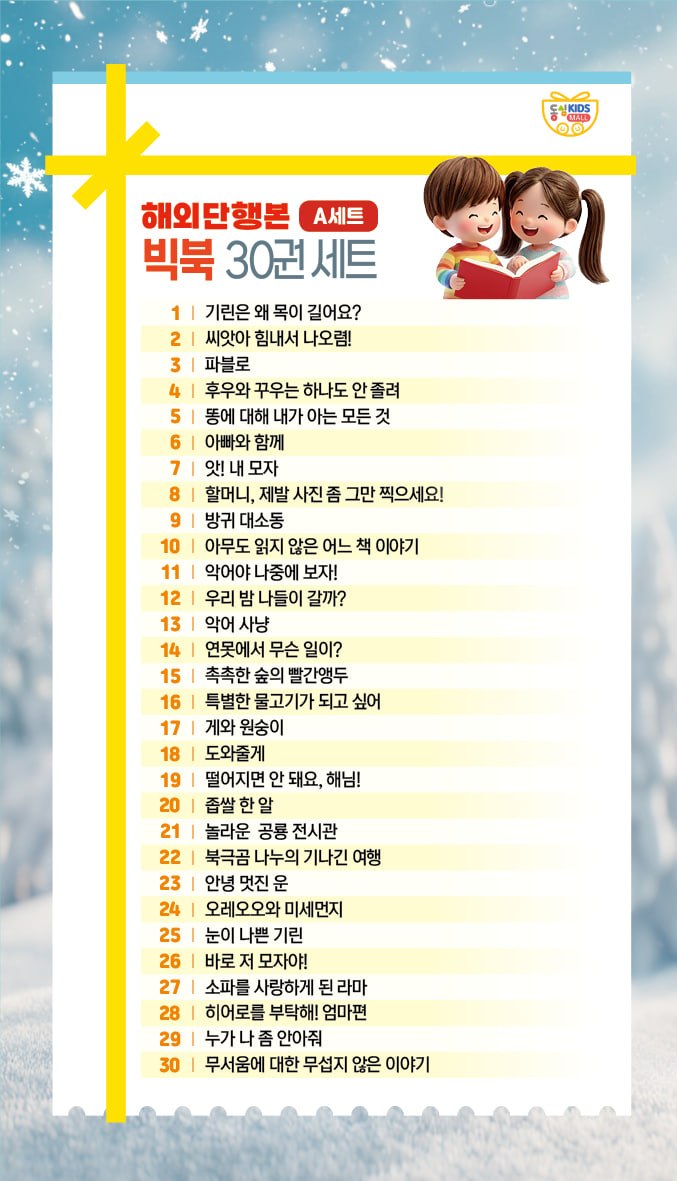 동심KIDS
MALL
해외단행본 A세트
빅북 30권 세트
1 기린은 왜 목이 길어요?
2 씨앗아 힘내서 나오렴!
3 파블로
4 후우와 꾸우는 하나도 안 졸려
5 똥에 대해 내가 아는 모든 것
6 아빠와 함께
7 앗! 내 모자
8 할머니, 제발 사진 좀 그만 찍으세요!
9 방귀 대소동
10 아무도 읽지 않은 어느 책 이야기
11 악어야 나중에 보자!
12 우리 밤 나들이 갈까?
13 악어 사냥
14 연못에서 무슨 일이?
15 촉촉한 숲의 빨간앵두
16 특별한 물고기가 되고 싶어
17 게와 원숭이
18 도와줄게
19 떨어지면 안 돼요, 해님!
20 좁쌀 한 알
21 놀라운 공룡 전시관
22 북극곰 나누의 기나긴 여행
23 안녕 멋진 운
24 오레오오와 미세먼지
25 눈이 나쁜 기린
26 바로 저 모자야!
27 소파를 사랑하게 된 라마
28 히어로를 부탁해! 엄마편
29 누가 나 좀 안아줘
30 무서움에 대한 무섭지 않은 이야기